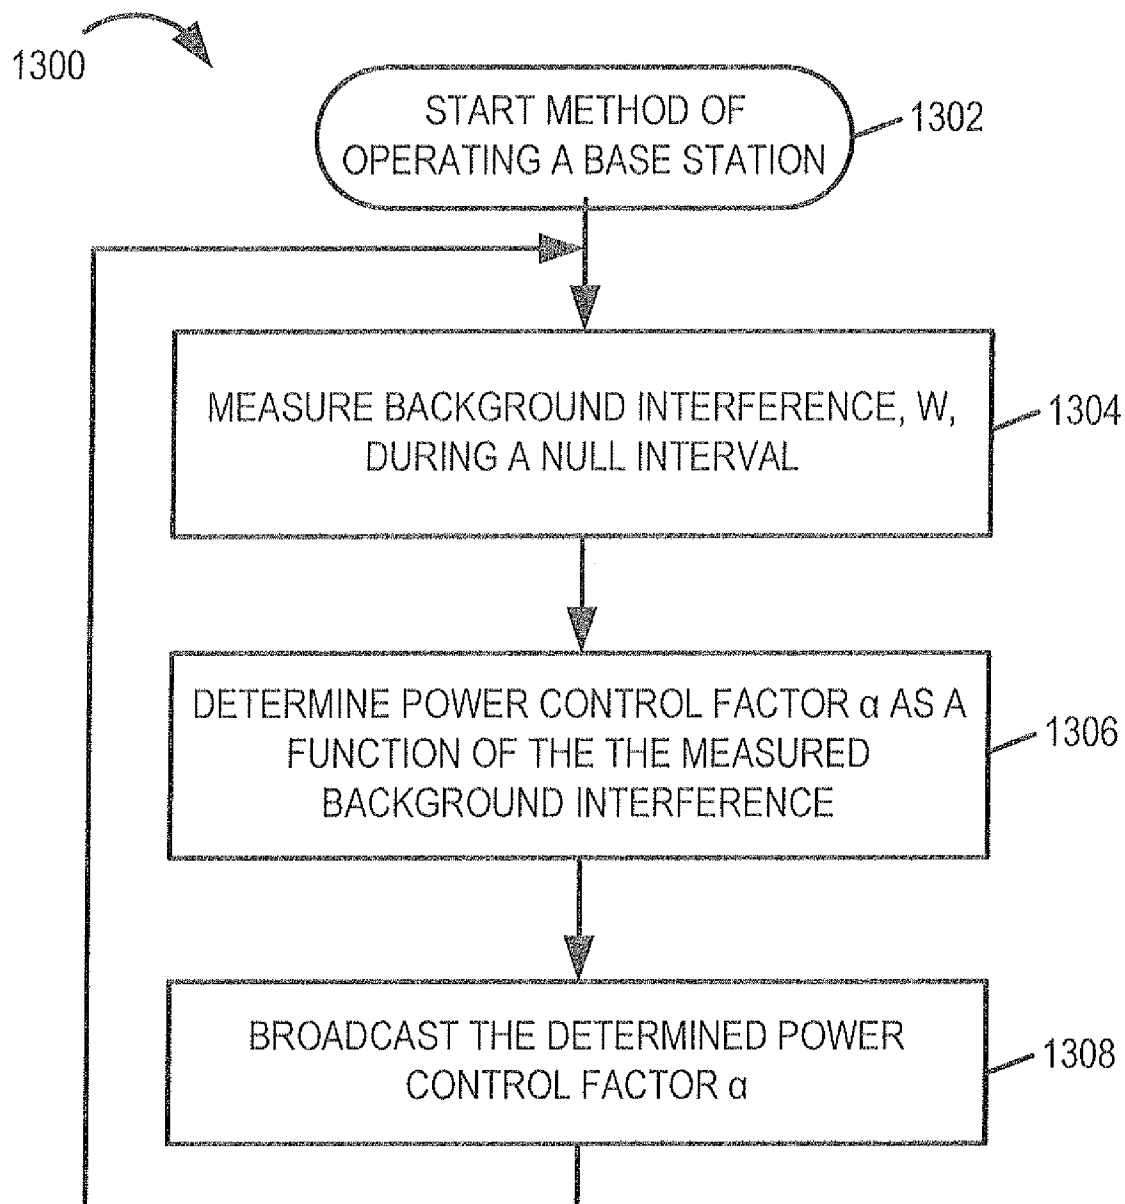 1300
START METHOD OF
OPERATING A BASE STATION
1302
MEASURE BACKGROUND INTERFERENCE, W,
DURING A NULL INTERVAL
1304
DETERMINE POWER CONTROL FACTOR α AS A
FUNCTION OF THE THE MEASURED
BACKGROUND INTERFERENCE
1306
BROADCAST THE DETERMINED POWER
CONTROL FACTOR α
1308